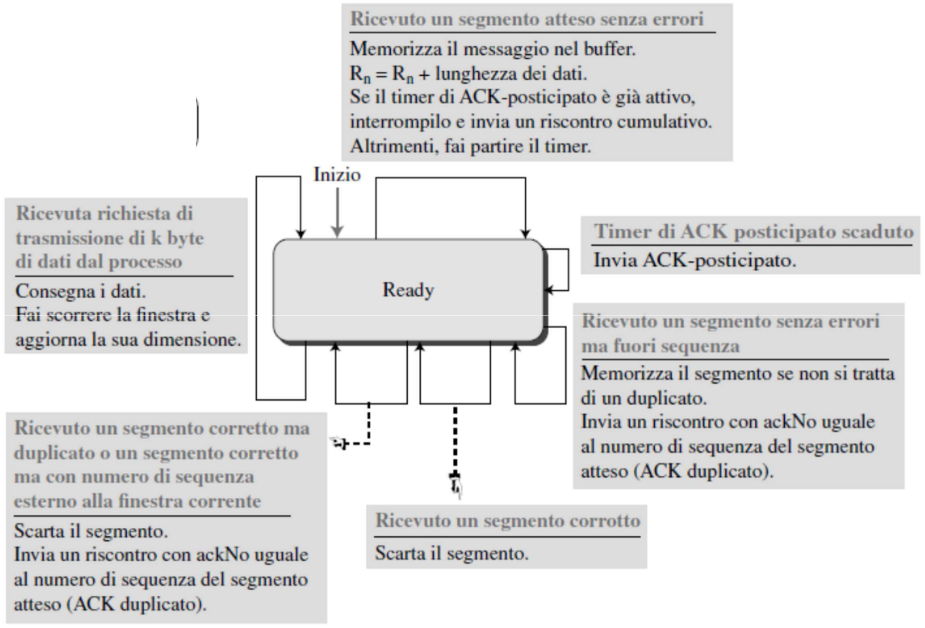 Ricevuto un segmento atteso senza errori
Memorizza il messaggio nel buffer.
Rn = Rn + lunghezza dei dati.
Se il timer di ACK-posticipato è già attivo,
interrompilo e invia un riscontro cumulativo.
Altrimenti, fai partire il timer.
Inizio
Ricevuta richiesta di
trasmissione di k byte
di dati dal processo
Consegna i dati.
Fai scorrere la finestra e
aggiorna la sua dimensione.
Ready
Timer di ACK posticipato scaduto
Invia ACK-posticipato.
Ricevuto un segmento senza errori
ma fuori sequenza
Memorizza il segmento se non si tratta
di un duplicato.
Invia un riscontro con ackNo uguale
al numero di sequenza del segmento
atteso (ACK duplicato).
Ricevuto un segmento corretto ma
duplicato o un segmento corretto
ma con numero di sequenza
esterno alla finestra corrente
Scarta il segmento.
Invia un riscontro con ackNo uguale
al numero di sequenza del segmento
atteso (ACK duplicato).
Ricevuto un segmento corrotto
Scarta il segmento.